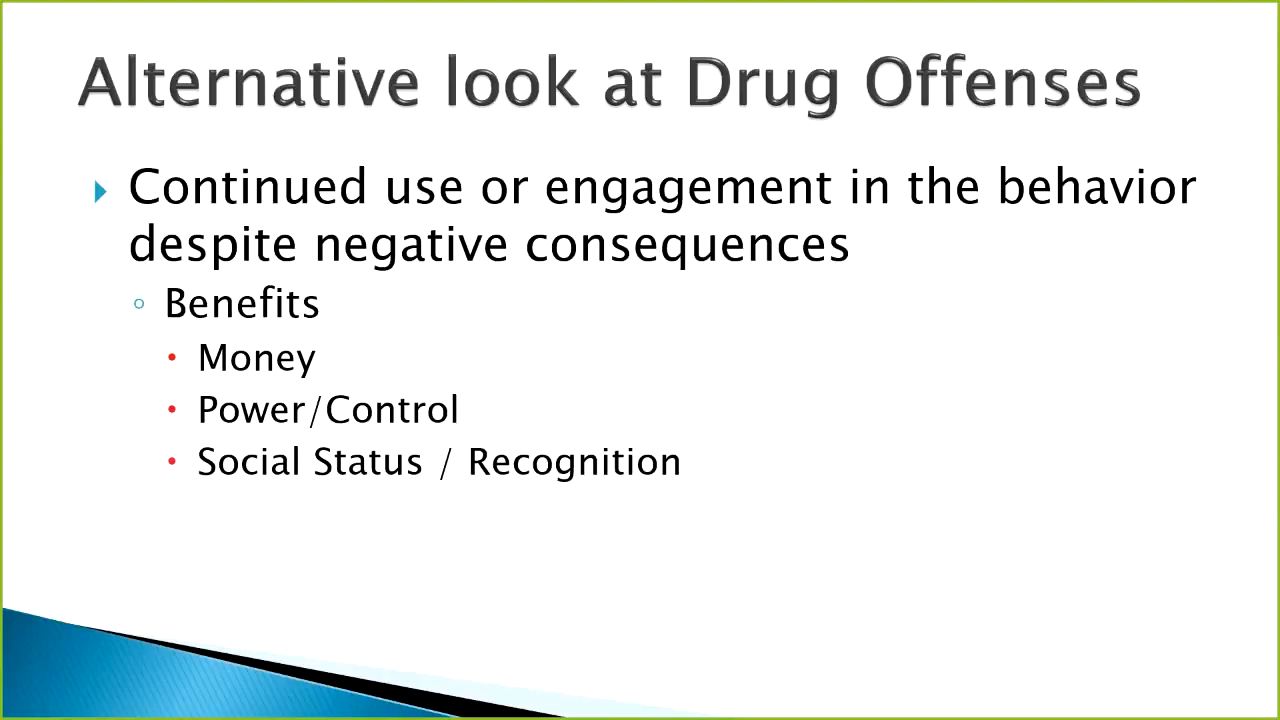 Alternative look at Drug Offenses
Continued use or engagement in the behavior
despite negative consequences
Benefits
Money
Power/Control
Social Status / Recognition